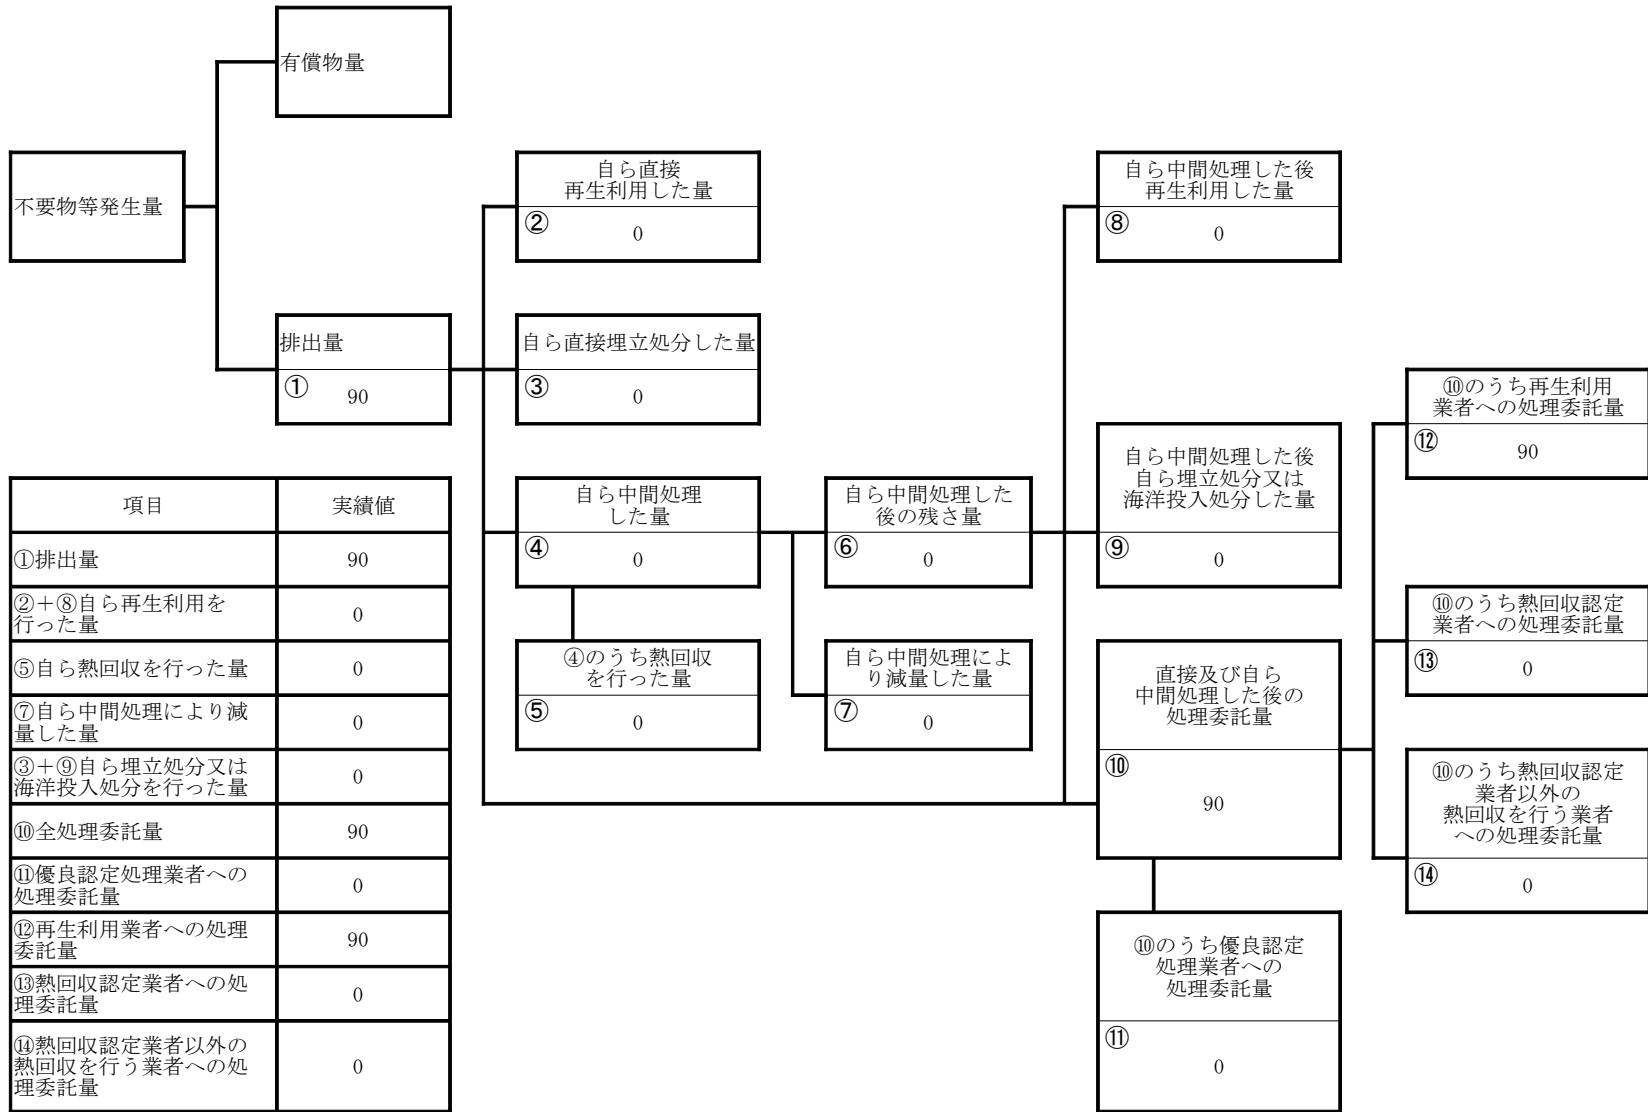 有償物量
不要物等発生量
自ら直接
再生利用した量
②
0
自ら中間処理した後
再生利用した量
⑧
0
排出量
①
90
自ら直接埋立処分した量
③
0
⑩のうち再生利用
業者への処理委託量
⑫
90
自ら中間処理
した量
④
0
自ら中間処理した
後の残さ量
⑥
0
自ら中間処理した後
自ら埋立処分又は
海洋投入処分した量
⑨
0
⑩のうち熱回収認定
業者への処理委託量
⑬
0
④のうち熱回収
を行った量
⑤
0
自ら中間処理によ
り減量した量
⑦
0
直接及び自ら
中間処理した後の
処理委託量
⑩
90
⑩のうち熱回収認定
業者以外の
熱回収を行う業者
への処理委託量
⑭
0
⑩のうち優良認定
処理業者への
処理委託量
⑪
0
項目 実績値
①排出量 90
②＋⑧自ら再生利用を
行った量 0
⑤自ら熱回収を行った量 0
⑦自ら中間処理により減
量した量 0
③＋⑨自ら埋立処分又は
海洋投入処分を行った量 0
⑩全処理委託量 90
⑪優良認定処理業者への
処理委託量 0
⑫再生利用業者への処理
委託量 90
⑬熱回収認定業者への処
理委託量 0
⑭熱回収認定業者以外の
熱回収を行う業者への処
理委託量 0